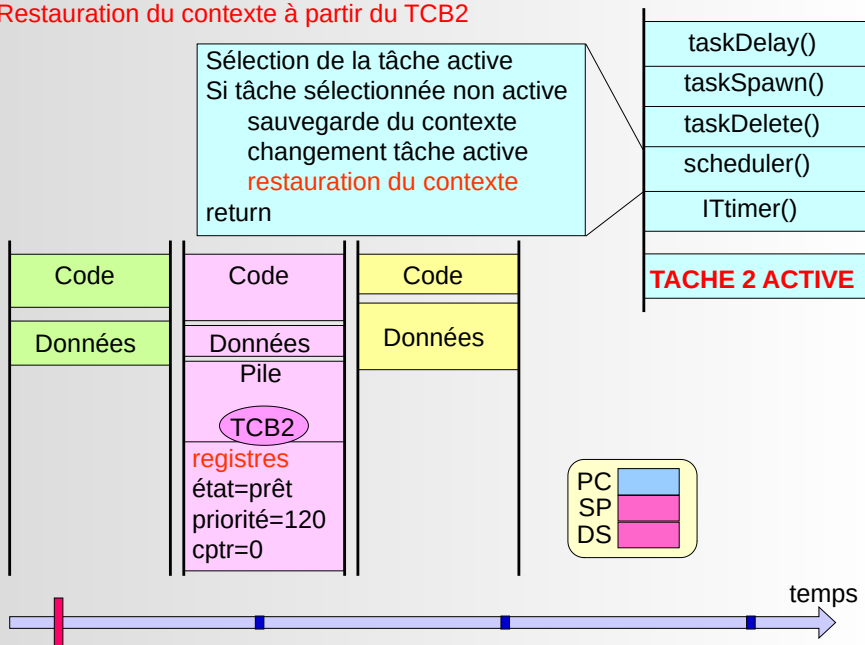 Restauration du contexte à partir du TCB2
Sélection de la tâche active
Si tâche sélectionnée non active
sauvegarde du contexte
changement tâche active
restauration du contexte
return
taskDelay()
taskSpawn()
taskDelete()
scheduler()
ITtimer()
TACHE 2 ACTIVE
Code
Données
Code
Données
Pile
TCB2
registres
état=prêt
priorité=120
cptr=0
Code
Données
PC
SP
DS
temps